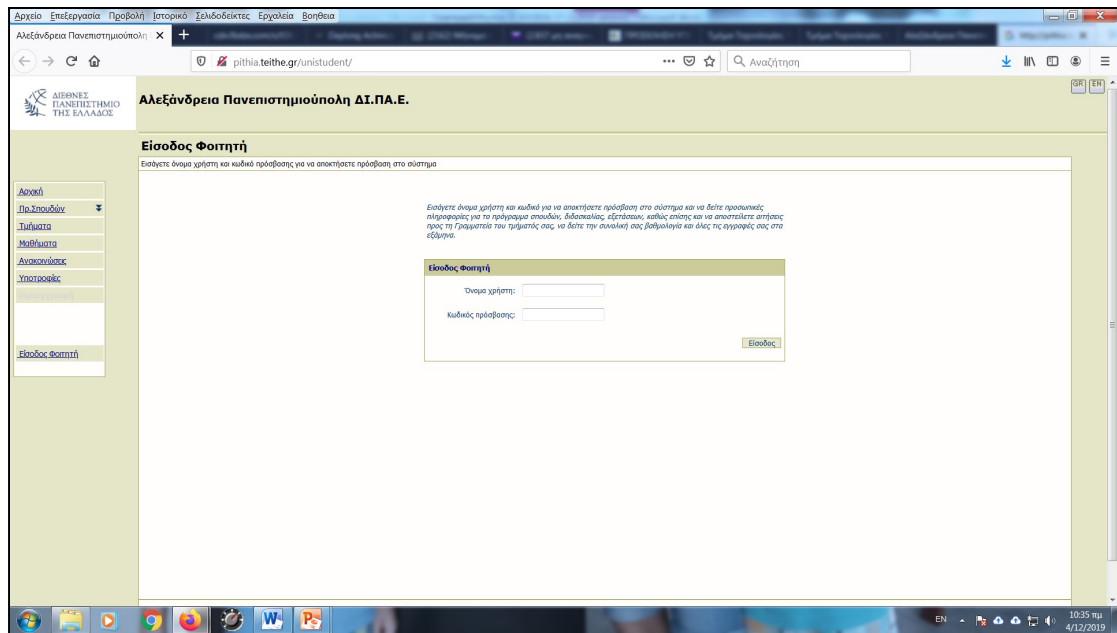 Αρχείο Επεξεργασία Προβολή Ιστορικό Σελιδοδείκτες Εργαλεία Βοήθεια
Αλεξάνδρεια Πανεπιστημιούπολη
pithia.teithe.gr/unistudent/
Αναζήτηση
ΔΙΕΘΝΕΣ
ΠΑΝΕΠΙΣΤΗΜΙΟ
ΤΗΣ ΕΛΛΑΔΟΣ
Αλεξάνδρεια Πανεπιστημιούπολη ΔΙ.ΠΑ.Ε.
GR EN
Είσοδος Φοιτητή
Εισάγετε όνομα χρήστη και κωδικό πρόσβασης για να αποκτήσετε πρόσβαση στο σύστημα
Αρχική
Πρ.Σπουδών
Τμήματα
Μαθήματα
Ανακοινώσεις
Υποτροφίες
Είσοδος Φοιτητή
Εισάγετε όνομα χρήστη και κωδικό για να αποκτήσετε πρόσβαση στο σύστημα και να δείτε προσωπικές
πληροφορίες για το πρόγραμμα σπουδών, διδασκαλίας, εξετάσεων, καθώς επίσης και να αποστείλετε αιτήσεις
προς τη Γραμματεία του τμήματός σας, να δείτε την συνολική σας βαθμολογία και όλες τις εγγραφές σας στα
εξάμηνα.
Είσοδος Φοιτητή
Όνομα χρήστη:
Κωδικός πρόσβασης:
Είσοδος
EN
10:35 πμ
4/12/2019